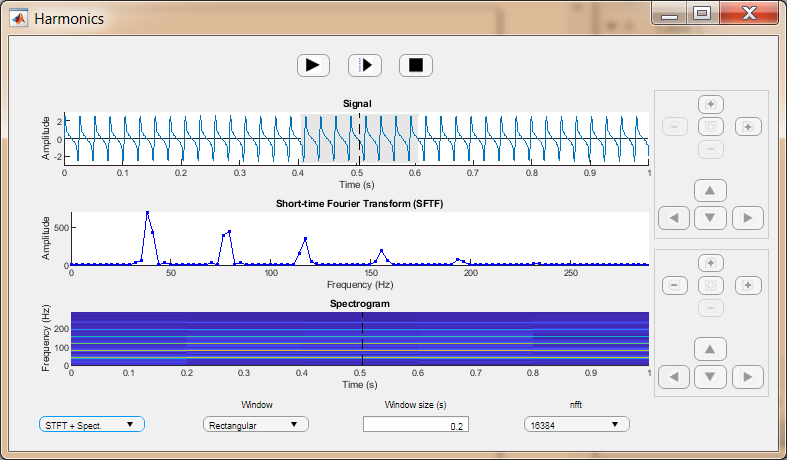 Harmonics
Signal
Amplitude
2
0
-2
0 0.1 0.2 0.3 0.4 0.5 0.6 0.7 0.8 0.9 1
Time (s)
Short-time Fourier Transform (SFTF)
Amplitude
500
0
0 50 100 150 200 250
Frequency (Hz)
Spectrogram
Frequency (Hz)
200
100
0
0 0.1 0.2 0.3 0.4 0.5 0.6 0.7 0.8 0.9 1
Time (s)
Window Window size (s) nfft
STFT + Spect. Rectangular 0.2 16384